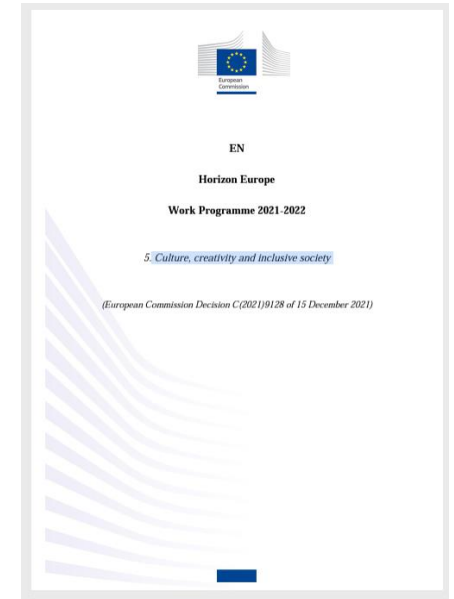 European
Commission
EN
Horizon Europe
Work Programme 2021-2022
5. Culture, creativity and inclusive society
(European Commission Decision C(2021)9128 of 15 December 2021)